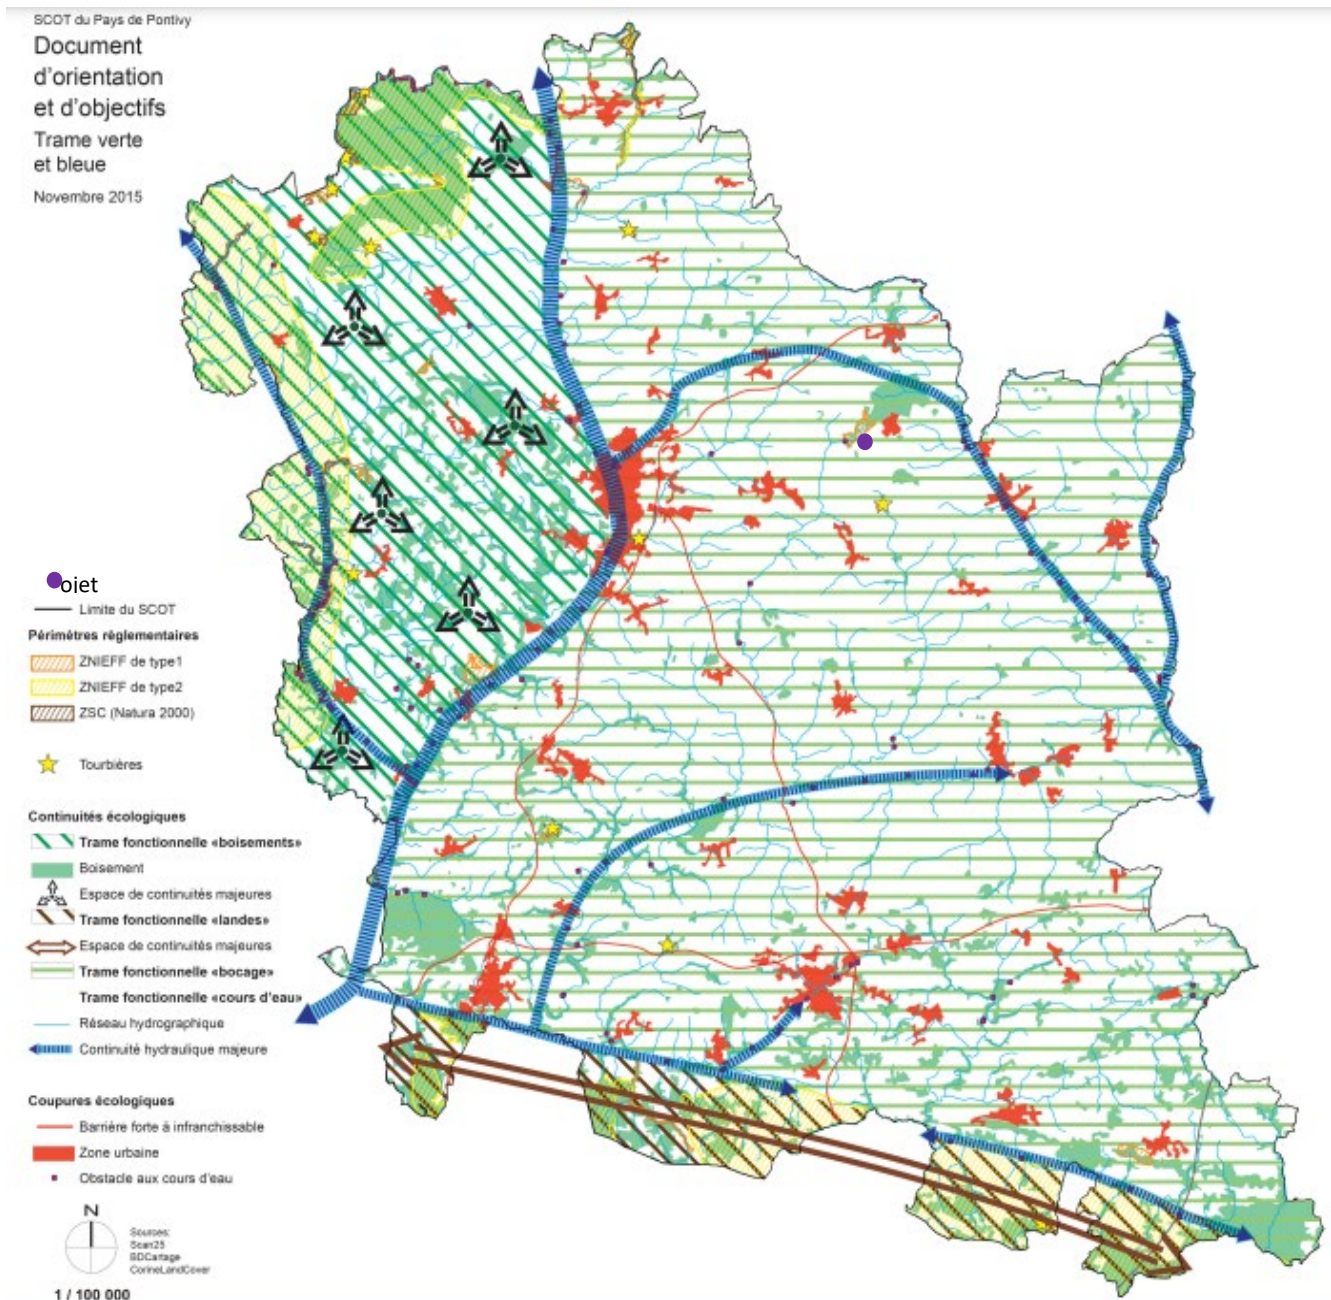 SCOT du Pays de Pontivy
Document
d'orientation
et d'objectifs
Trame verte
et bleue
Novembre 2015
ojet
Limite du SCOT
Périmètres règlementaires
ZNIEFF de type1
ZNIEFF de type2
ZSC (Natura 2000)
Tourbières
Continuités écologiques
Trame fonctionnelle «boisements»
Boisement
Espace de continuités majeures
Trame fonctionnelle «landes»
Espace de continuités majeures
Trame fonctionnelle «bocage»
Trame fonctionnelle «cours d'eau»
Réseau hydrographique
Continuité hydraulique majeure
Coupures écologiques
Barrière forte à infranchissable
Zone urbaine
Obstacle aux cours d'eau
N
Sources:
Scan25
BDCartage
CorineLandCover
1 / 100 000